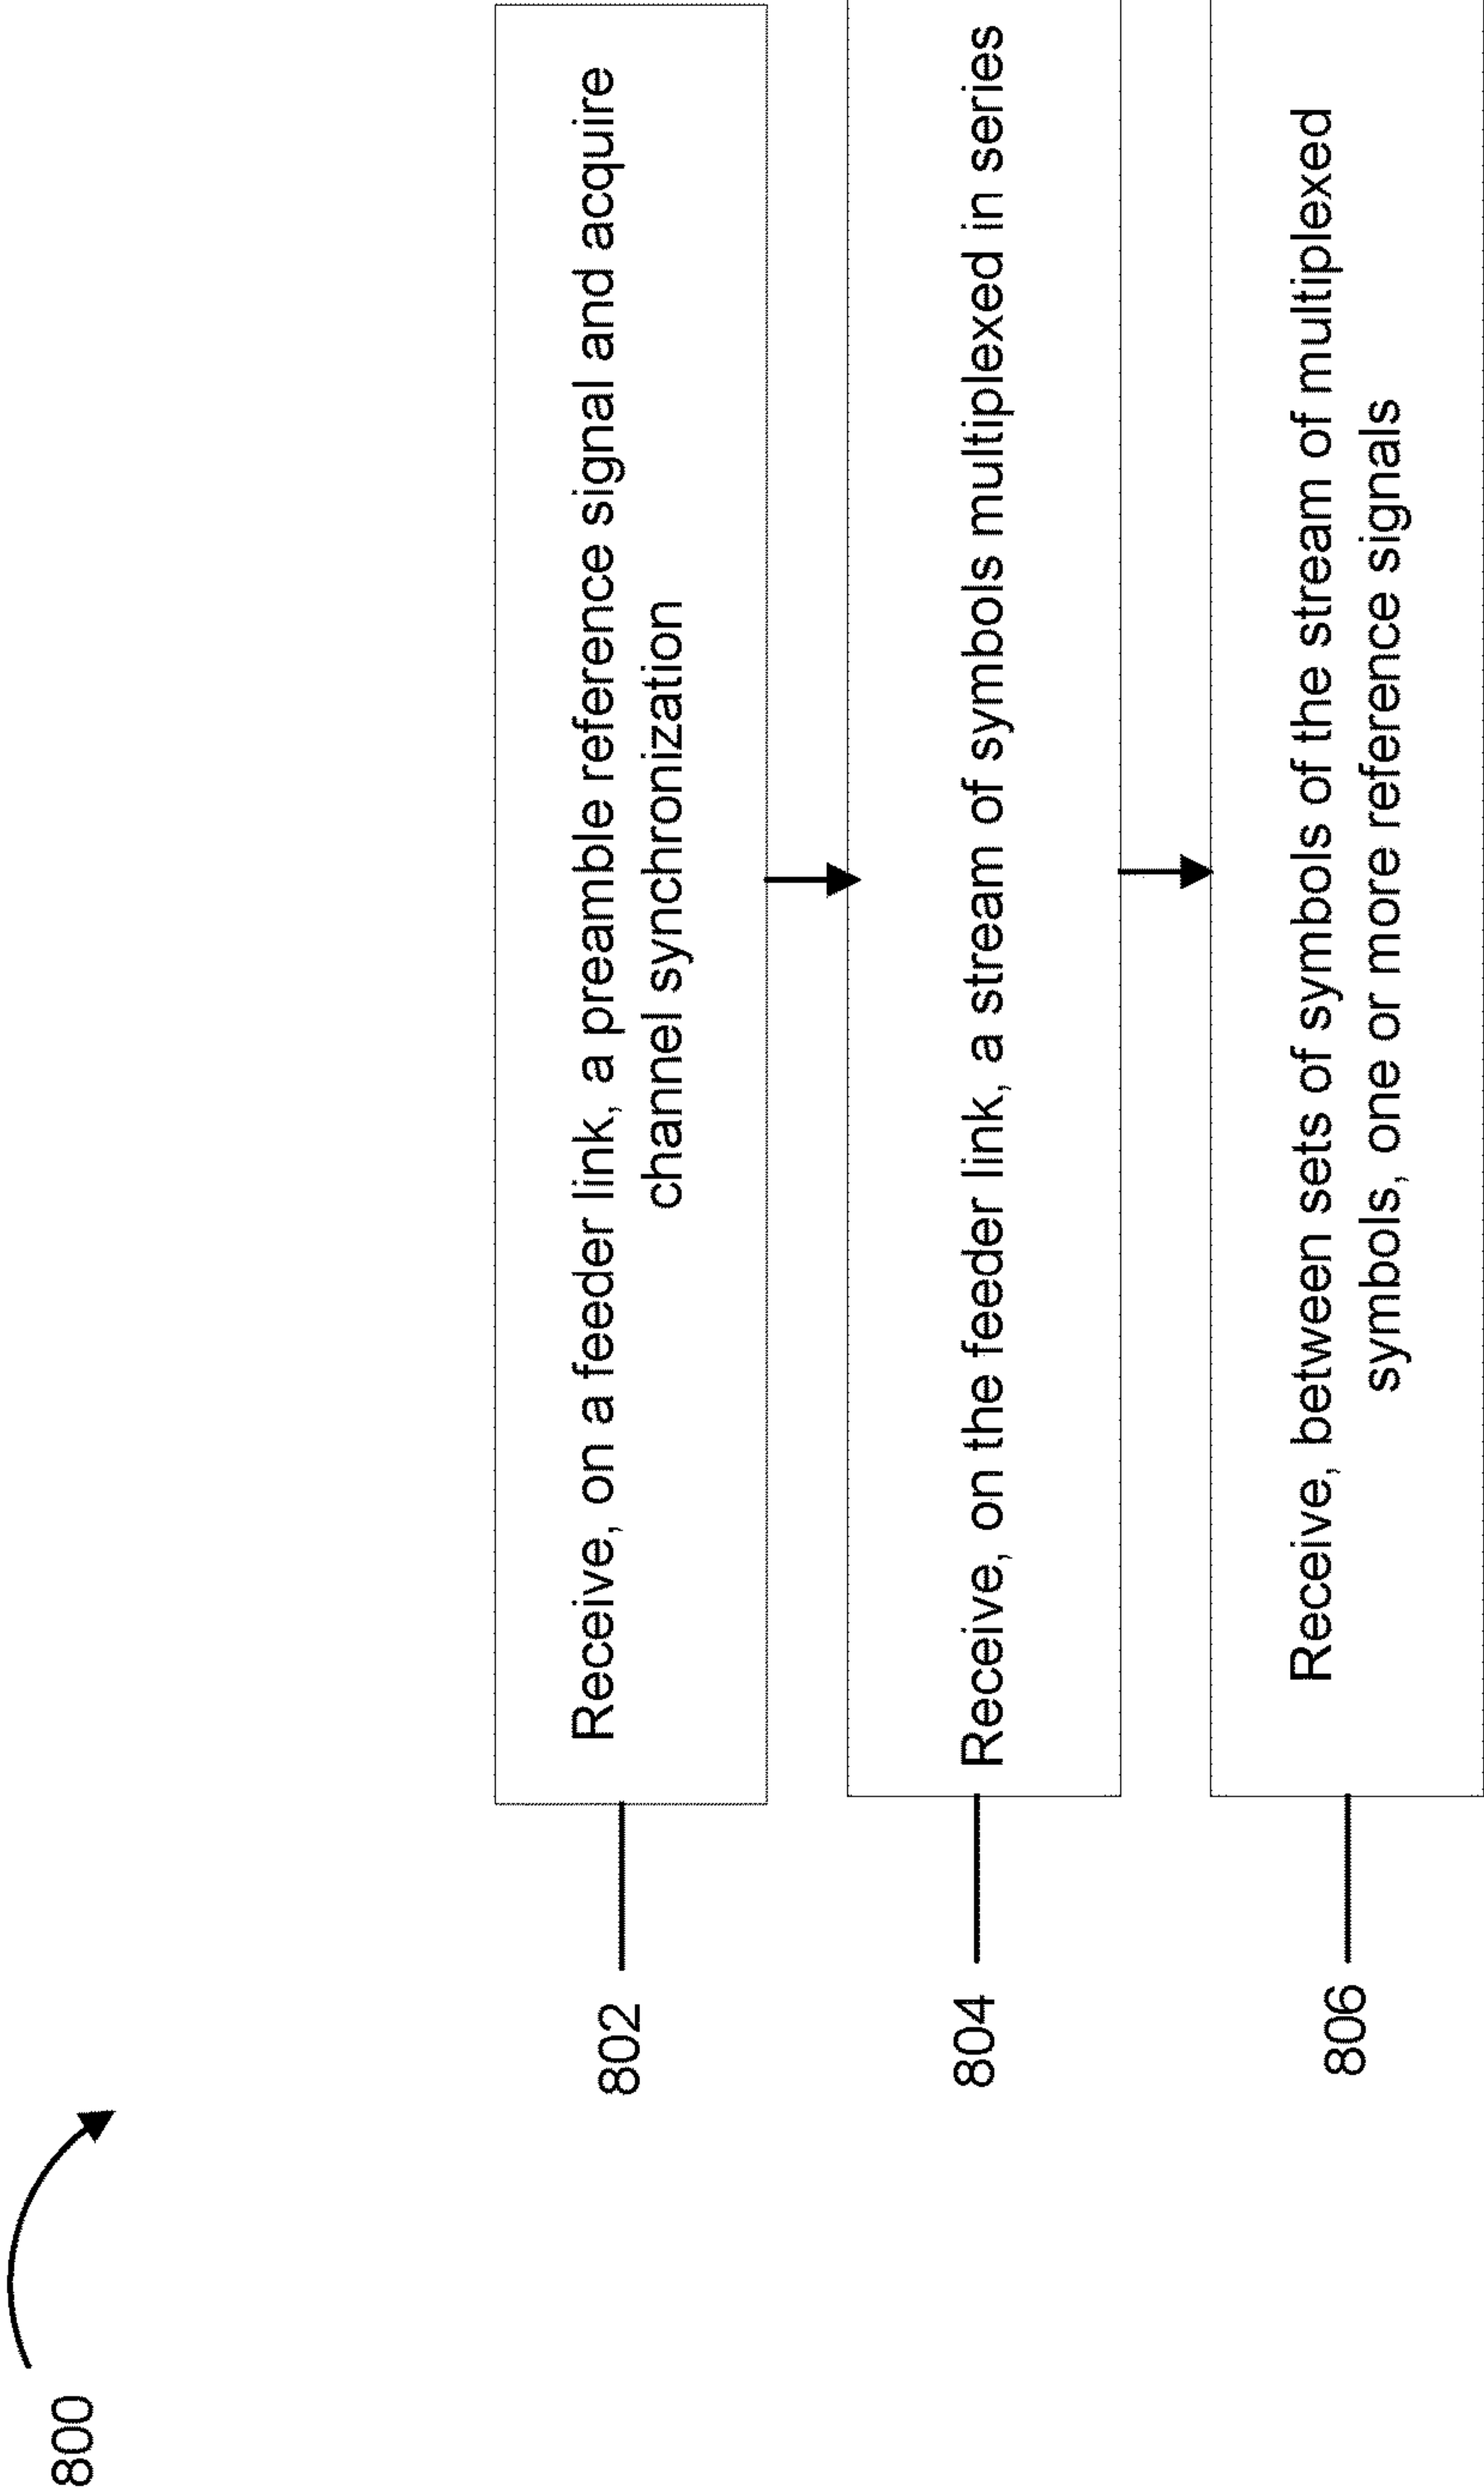 800
802
Receive, on a feeder link, a preamble reference signal and acquire
channel synchronization
804
Receive, on the feeder link, a stream of symbols multiplexed in series
806
Receive, between sets of symbols of the stream of multiplexed
symbols, one or more reference signals